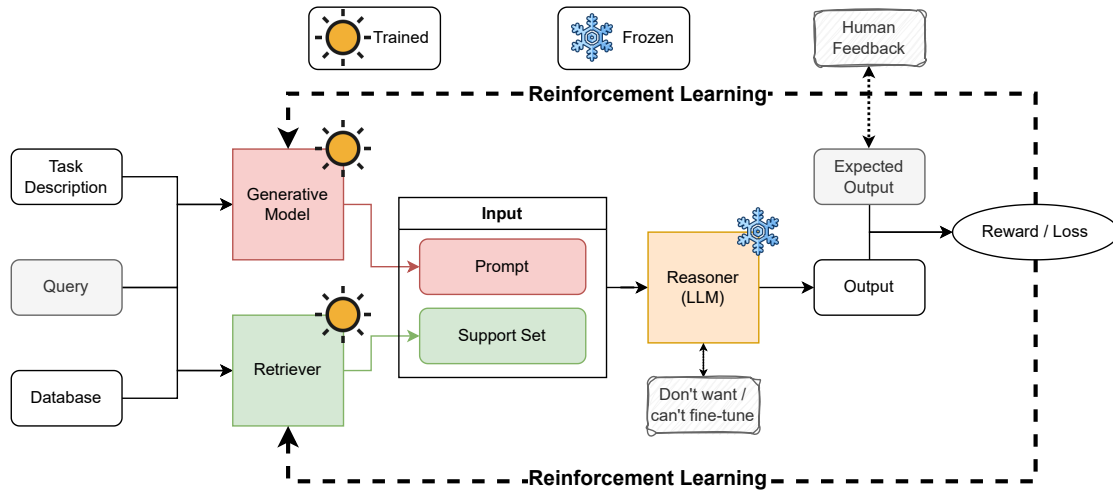 Trained
Frozen
Human
Feedback
Reinforcement Learning
Task
Description
Generative
Model
Expected
Output
Input
Reward / Loss
Query
Prompt
Reasoner
(LLM)
Output
Support Set
Retriever
Database
Don't want /
can't fine-tune
Reinforcement Learning